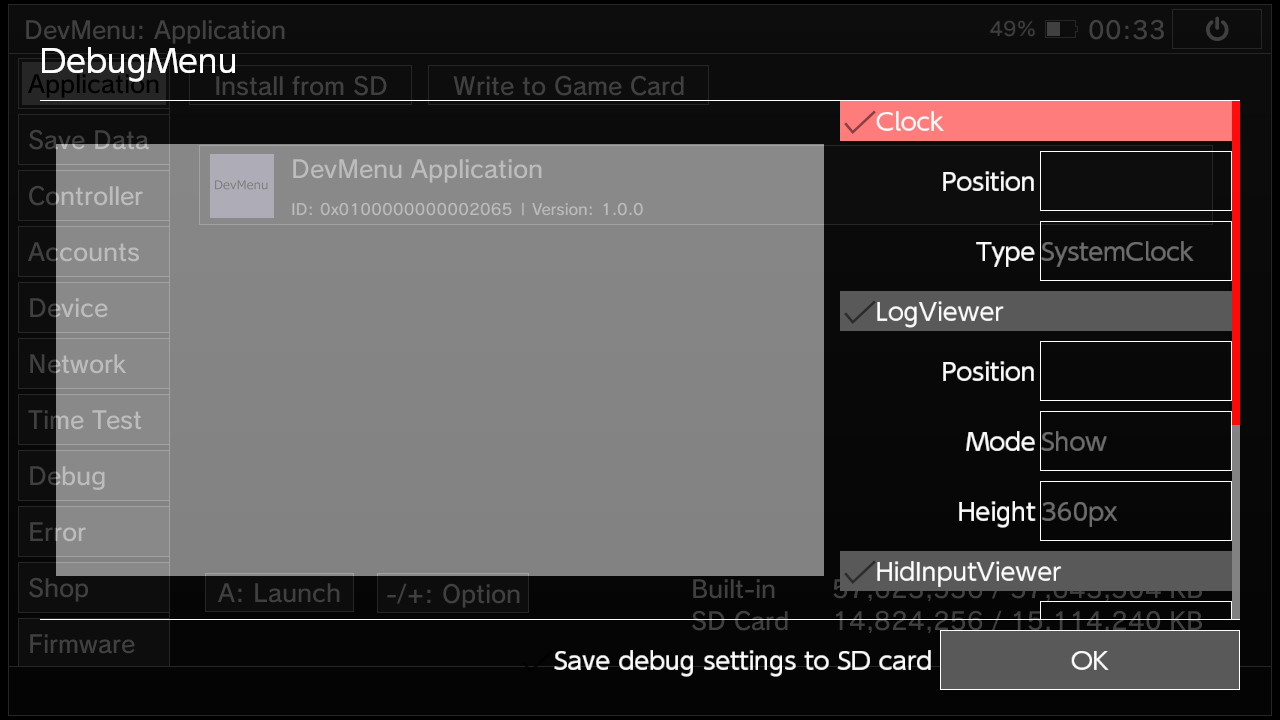 DevMenu: Application
49%
00:33
DebugMenu
Application
Install from SD
Write to Game Card
Clock
Save Data
DevMenu
DevMenu Application
Position
Controller
ID: 0x0100000000002065 | Version: 1.0.0
Accounts
Type
SystemClock
Device
LogViewer
Network
Position
Time Test
Mode
Show
Debug
Height
360px
Error
HidInputViewer
Shop
A: Launch
-/+: Option
Built-in
SD Card
14,824,256 / 15,114,240 KB
Firmware
Save debug settings to SD card
OK